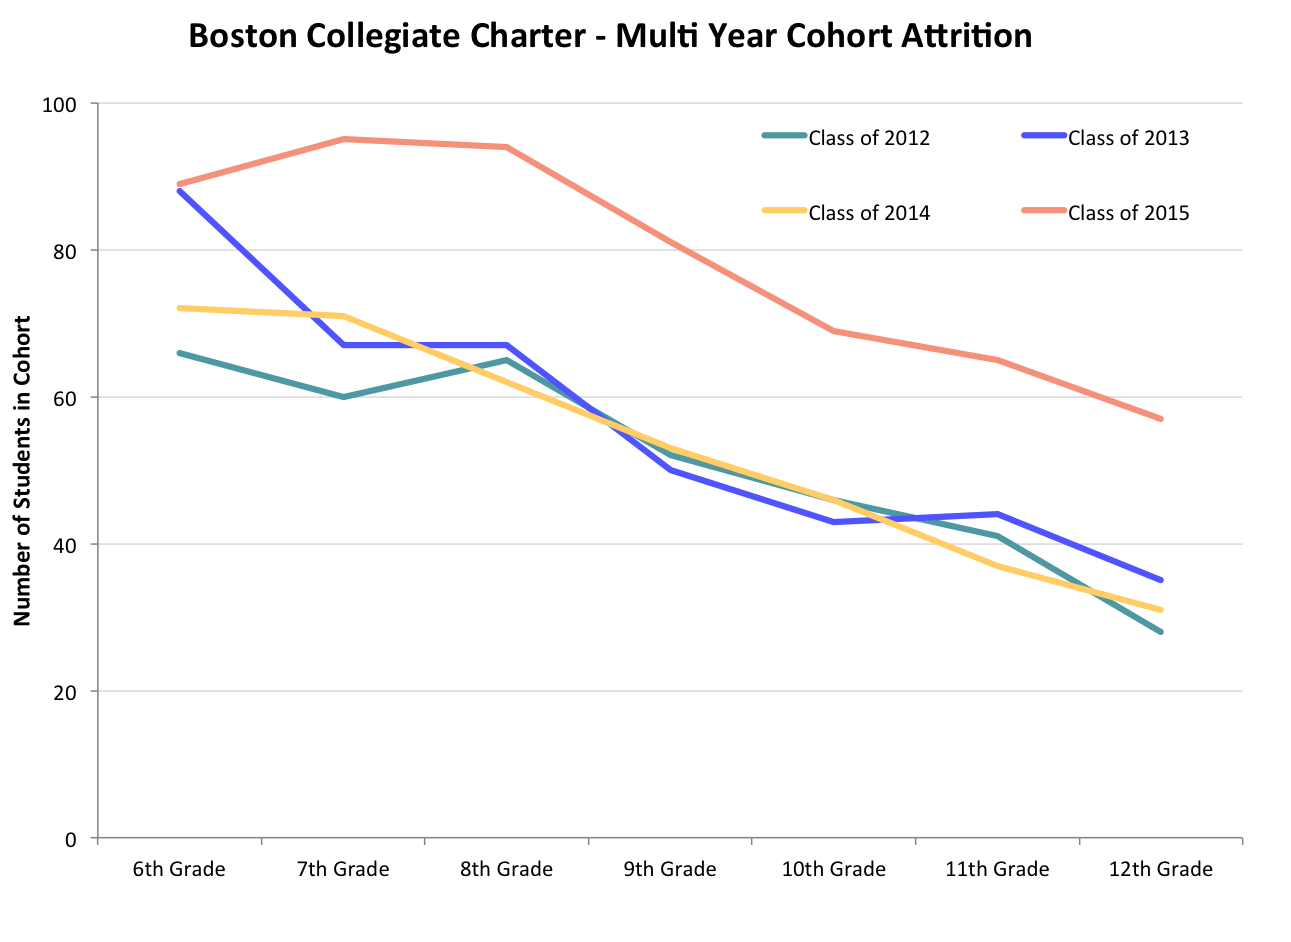 Boston Collegiate Charter - Multi Year Cohort Attrition
Number of Students in Cohort
100
80
60
40
20
0
Class of 2012
Class of 2013
Class of 2014
Class of 2015
6th Grade
7th Grade
8th Grade
9th Grade
10th Grade
11th Grade
12th Grade